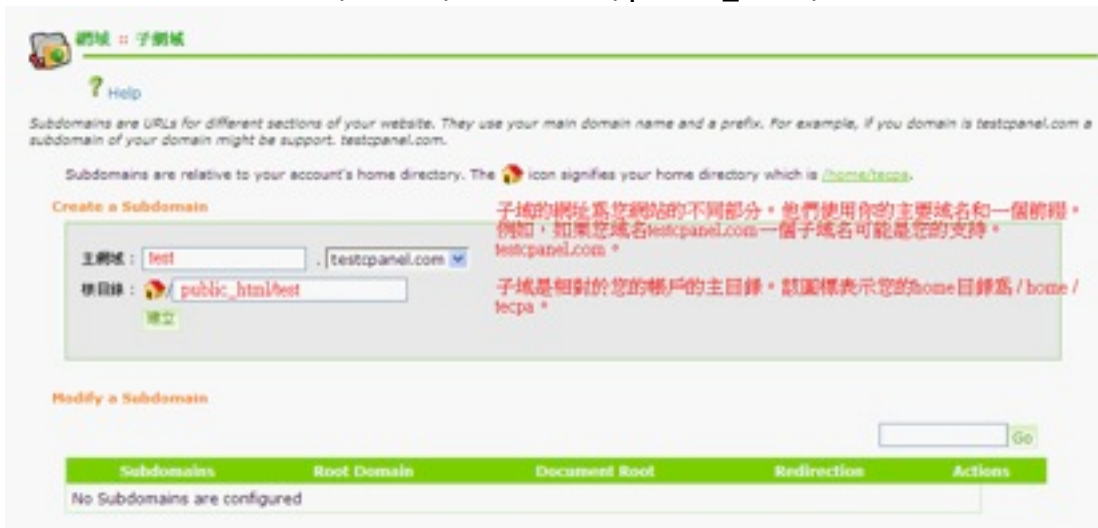 網域 :: 子網域
Help
Subdomains are URLs for different sections of your website. They use your main domain name and a prefix. For example, if you domain is testcpanel.com a
subdomain of your domain might be support. testcpanel.com.
Subdomains are relative to your account's home directory. The icon signifies your home directory which is /home/tecpa.
Create a Subdomain
子域的網址爲您網站的不同部分。他們使用你的主要域名和一個前綴。
例如,如果您域名testcpanel.com一個子域名可能是您的支持。
testcpanel.com。
主網域: test . testcpanel.com
根目錄: / public_html/test
子域是相對於您的帳戶的主目錄。該圖標表示您的home目錄爲 / home /
tecpa。
建立
Modify a Subdomain
Go
Subdomains Root Domain Document Root Redirection Actions
No Subdomains are configured